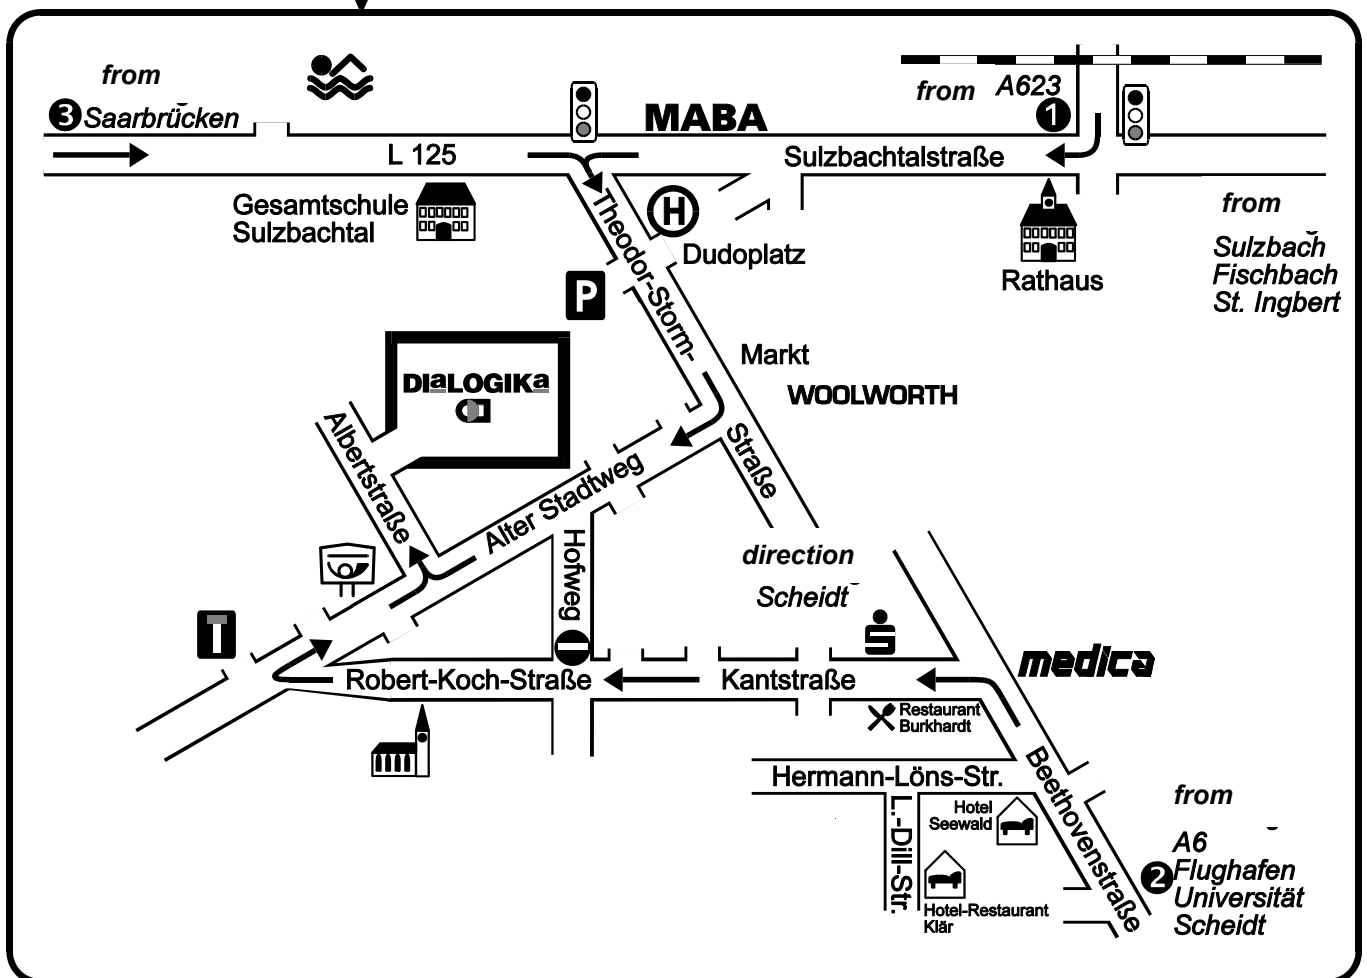 from
3 Saarbrücken
from A623
1
MABA
L 125
Sulzbachtalstraße
Gesamtschule
Sulzbachtal
H
Dudoplatz
Rathaus
from
Sulzbach
Fischbach
St. Ingbert
P
Theodor-Storm-
Straße
Markt
WOOLWORTH
DIaLOGIKa
Albertstraße
Alter Stadtweg
Hofweg
direction
Scheidt
S
medica
Robert-Koch-Straße
Kantstraße
Restaurant
Burkhardt
Hermann-Löns-Str.
Beethovenstraße
L.-Dill-Str.
Hotel
Seewald
Hotel-Restaurant
Klär
from
A6
2 Flughafen
Universität
Scheidt